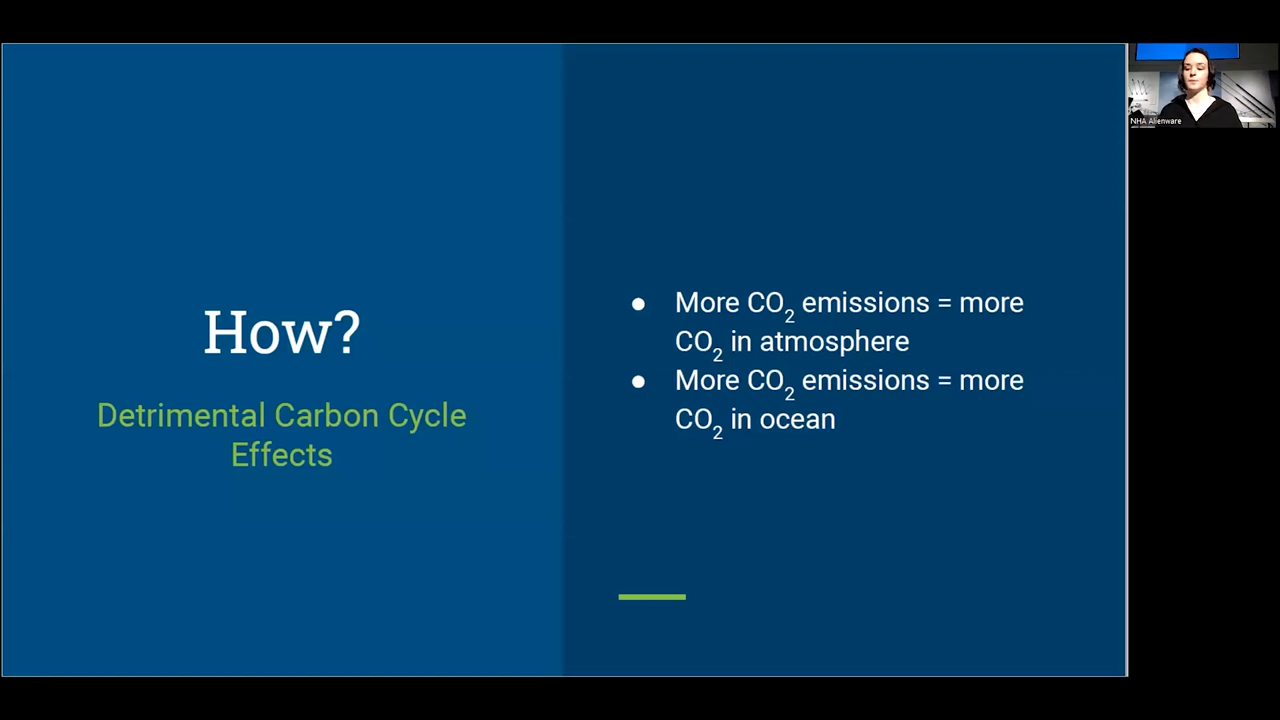 How?
Detrimental Carbon Cycle
Effects
● More CO₂ emissions = more
CO₂ in atmosphere
● More CO₂ emissions = more
CO₂ in ocean
NHA Alienware